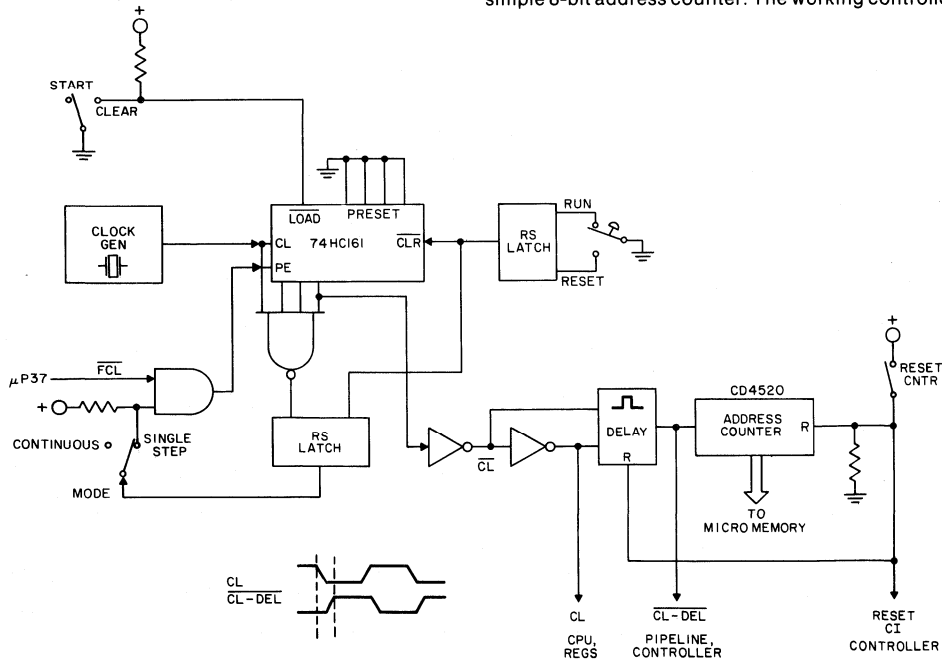 simple 8-bit address counter. The working controlle
+
START
CLEAR
CLOCK
GEN
LOAD
PRESET
CL
74HC161
CLR
PE
RS
LATCH
RUN
RESET
μP37
FCL
+
CONTINUOUS
SINGLE
STEP
MODE
RS
LATCH
CL
DELAY
R
CD4520
ADDRESS
COUNTER
R
+
RESET
CNTR
TO
MICRO MEMORY
CL
CL-DEL
CL
CPU,
REGS
CL-DEL
PIPELINE,
CONTROLLER
RESET
CI
CONTROLLER